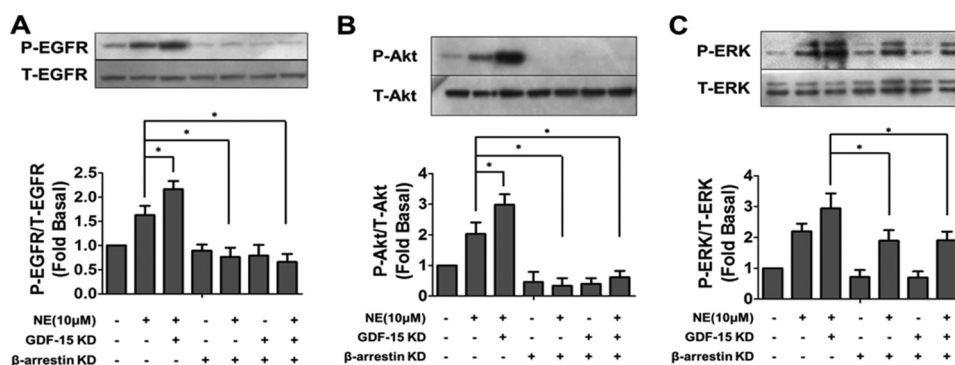 A
P-EGFR
T-EGFR
*
*
*
P-EGFR/T-EGFR
(Fold Basal)
2.5
2.0
1.5
1.0
0.5
0.0
NE(10μM) - + + - + - +
GDF-15 KD - - + - - + +
β-arrestin KD - - - + + + +
B
P-Akt
T-Akt
*
*
*
P-Akt/T-Akt
(Fold Basal)
4
3
2
1
0
NE(10μM) - + + - + - +
GDF-15 KD - - + - - + +
β-arrestin KD - - - + + + +
C
P-ERK
T-ERK
*
*
P-ERK/T-ERK
(Fold Basal)
4
3
2
1
0
NE(10μM) - + + - + - +
GDF-15 KD - - + - - + +
β-arrestin KD - - - + + + +